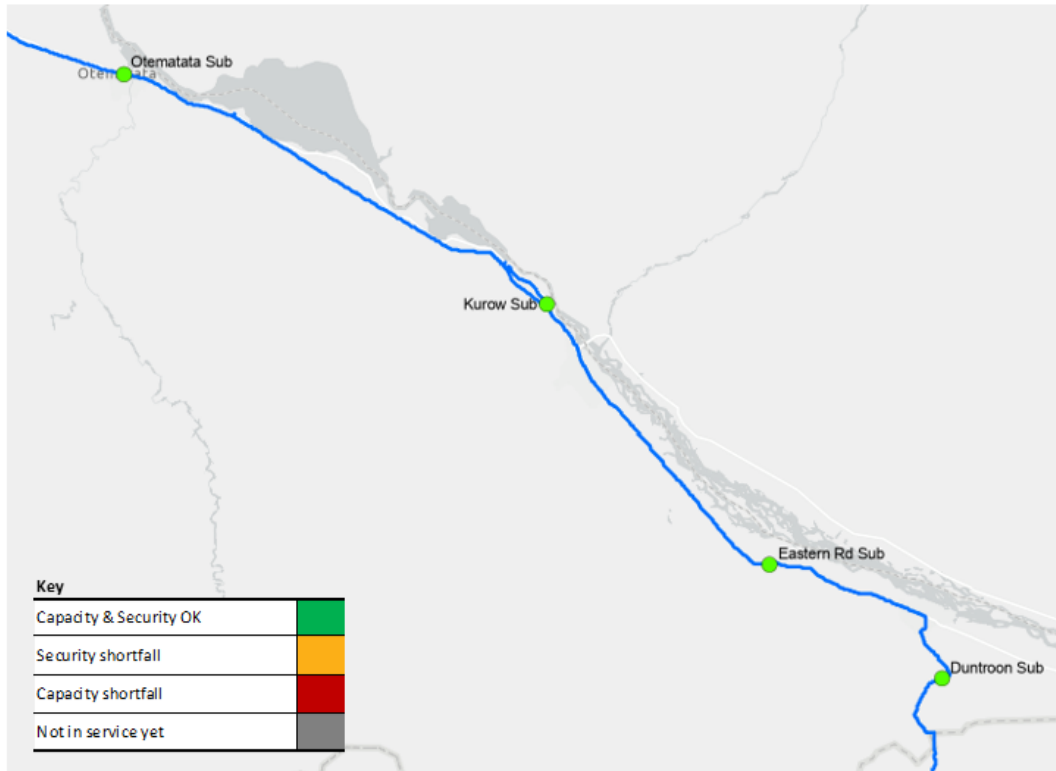 Otematata Sub
Otematata
Kurow Sub
Eastern Rd Sub
Duntroon Sub
Key
Capacity & Security OK
Security shortfall
Capacity shortfall
Not in service yet